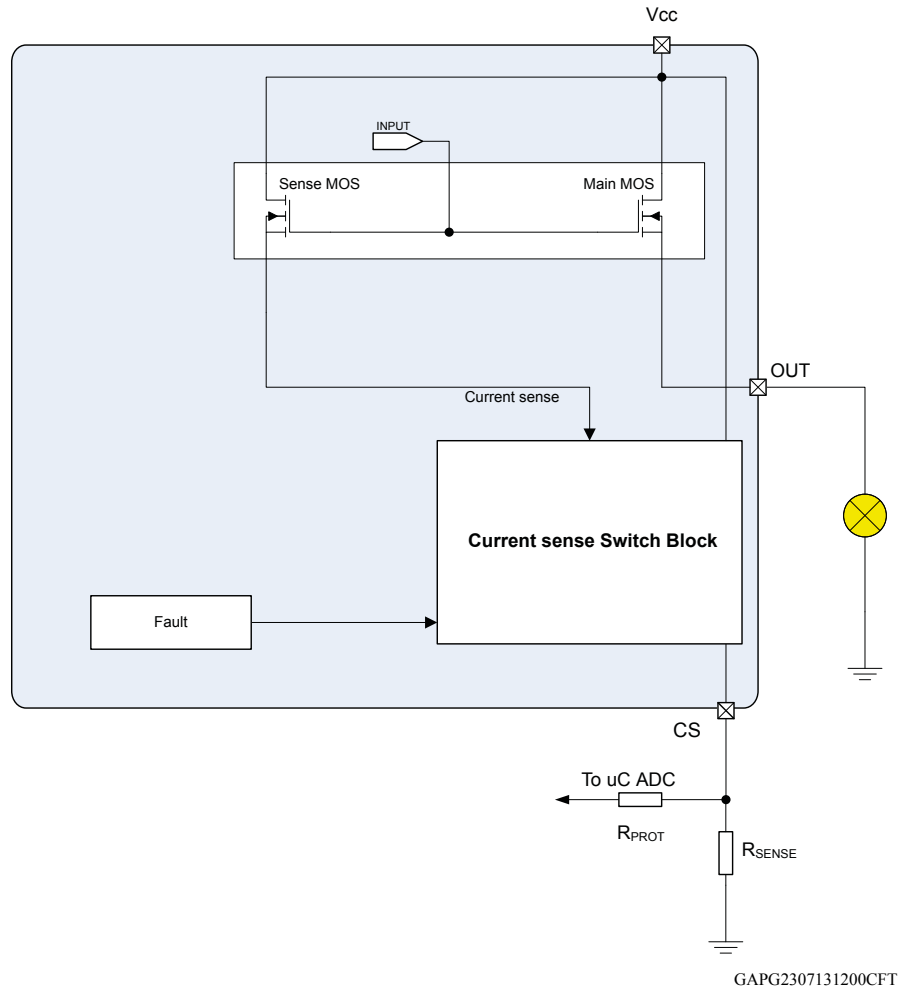 Vcc
INPUT
Sense MOS
Main MOS
OUT
Current sense
Current sense Switch Block
Fault
CS
To uC ADC
RPROT
RSENSE
GAPG2307131200CFT